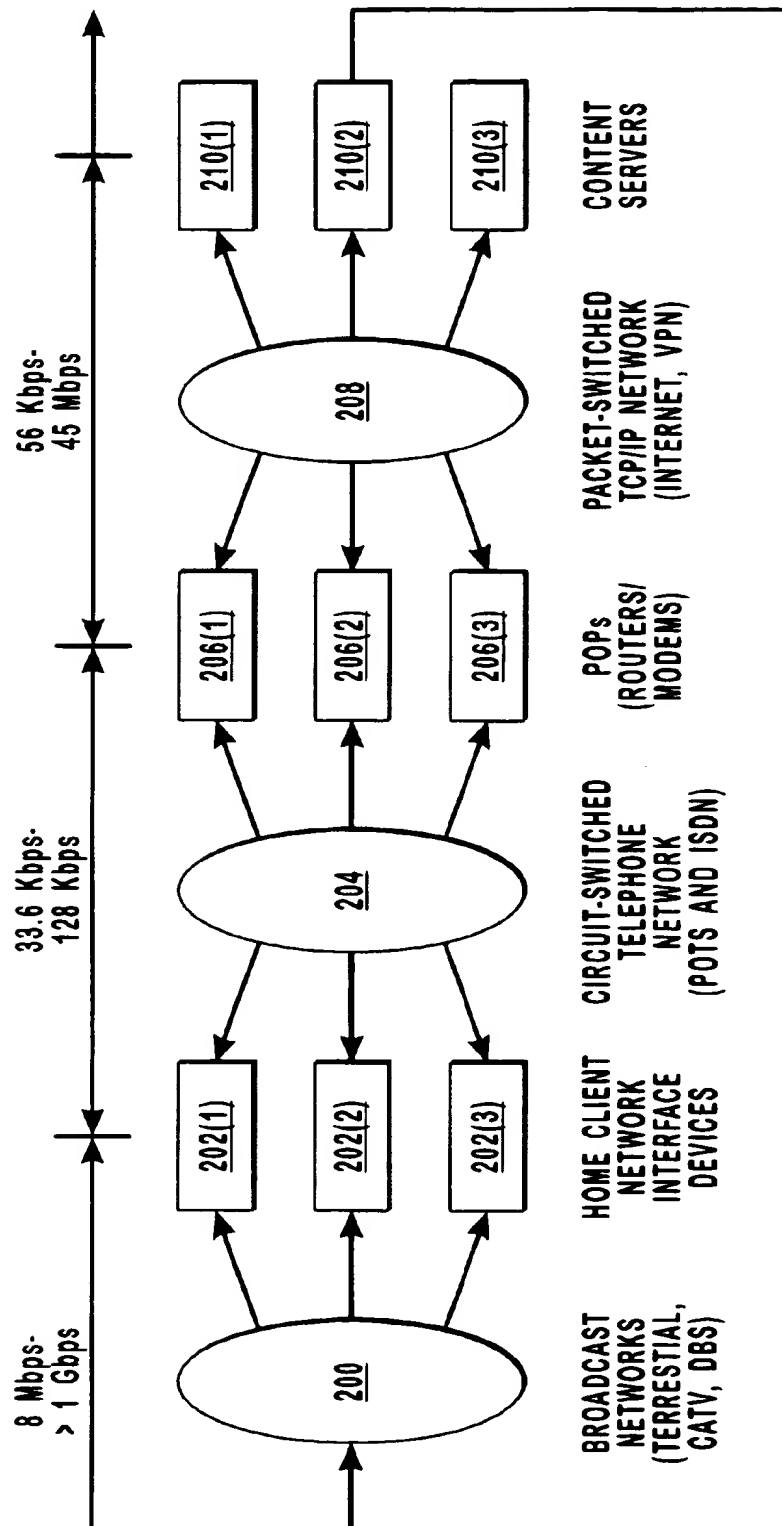 8 Mbps-
> 1 Gbps
33.6 Kbps-
128 Kbps
56 Kbps-
45 Mbps
200
202(1)
202(2)
202(3)
204
206(1)
206(2)
206(3)
208
210(1)
210(2)
210(3)
BROADCAST
NETWORKS
(TERRESTIAL,
CATV, DBS)
HOME CLIENT
NETWORK
INTERFACE
DEVICES
CIRCUIT-SWITCHED
TELEPHONE
NETWORK
(POTS AND ISDN)
POPs
(ROUTERS/
MODEMS)
PACKET-SWITCHED
TCP/IP NETWORK
(INTERNET, VPN)
CONTENT
SERVERS